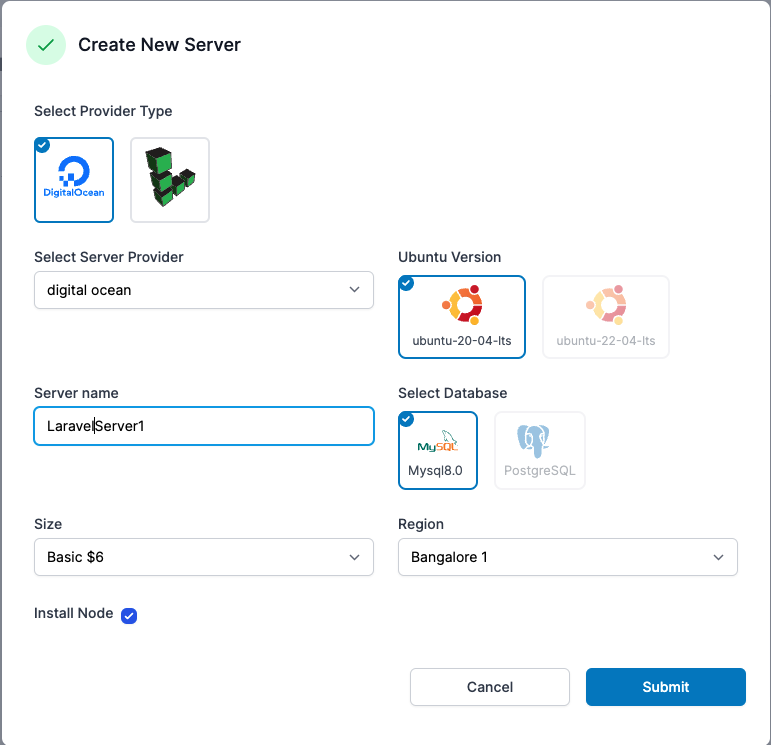 Create New Server
Select Provider Type
DigitalOcean
Select Server Provider
digital ocean
Ubuntu Version
ubuntu-20-04-lts
ubuntu-22-04-lts
Server name
LaravelServer1
Select Database
MySQL
Mysql8.0
PostgreSQL
Size
Basic $6
Region
Bangalore 1
Install Node
Cancel
Submit